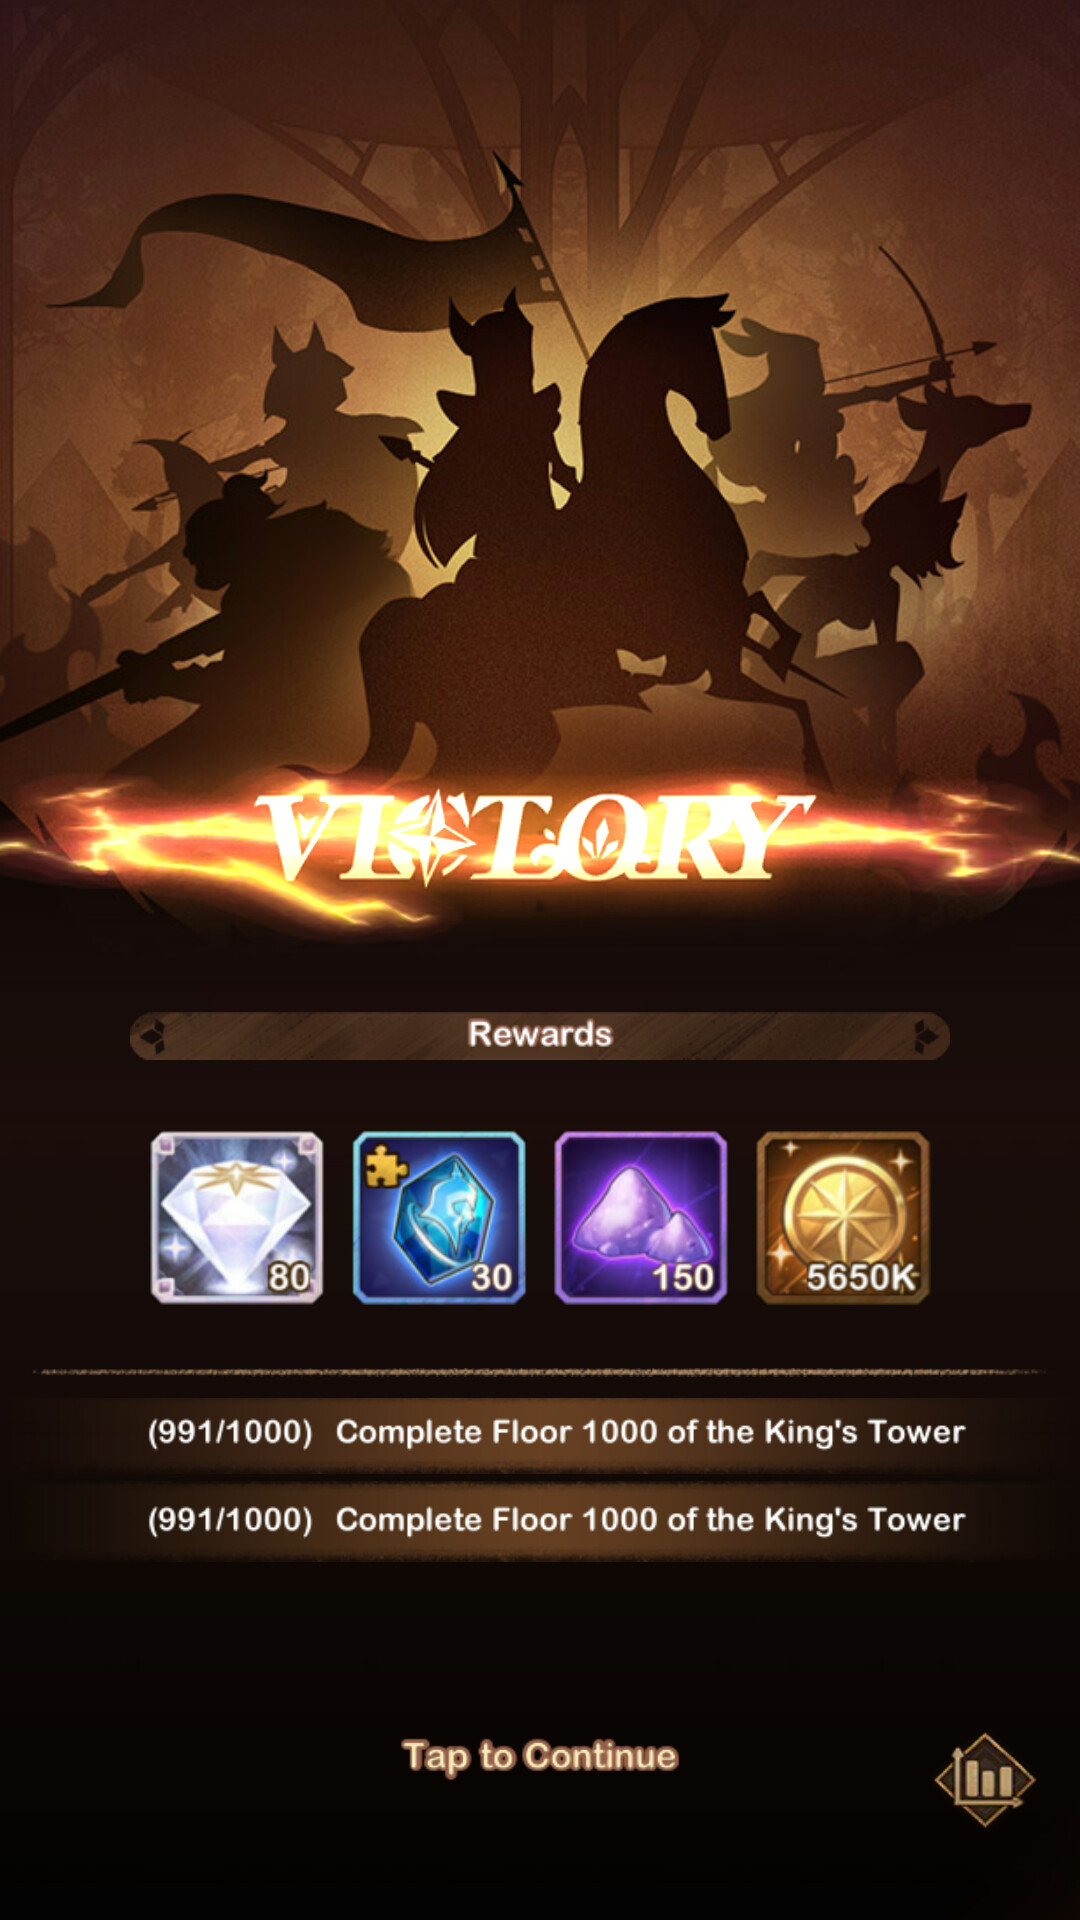 VICTORY
Rewards
80
30
150
5650K
(991/1000) Complete Floor 1000 of the King's Tower
(991/1000) Complete Floor 1000 of the King's Tower
Tap to Continue